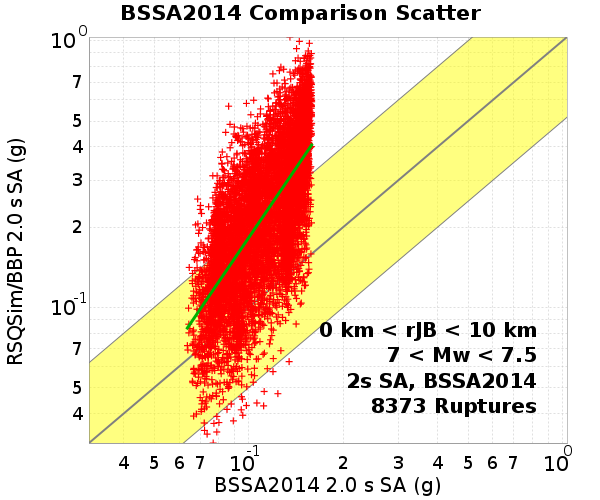 BSSA2014 Comparison Scatter
RSQSim/BBP 2.0 s SA (g)
10^0
7
5
4
3
2
10^-1
7
5
4
0 km < rJB < 10 km
7 < Mw < 7.5
2s SA, BSSA2014
8373 Ruptures
4 5 6 7 10^-1 2 3 4 5 6 7 10^0
BSSA2014 2.0 s SA (g)